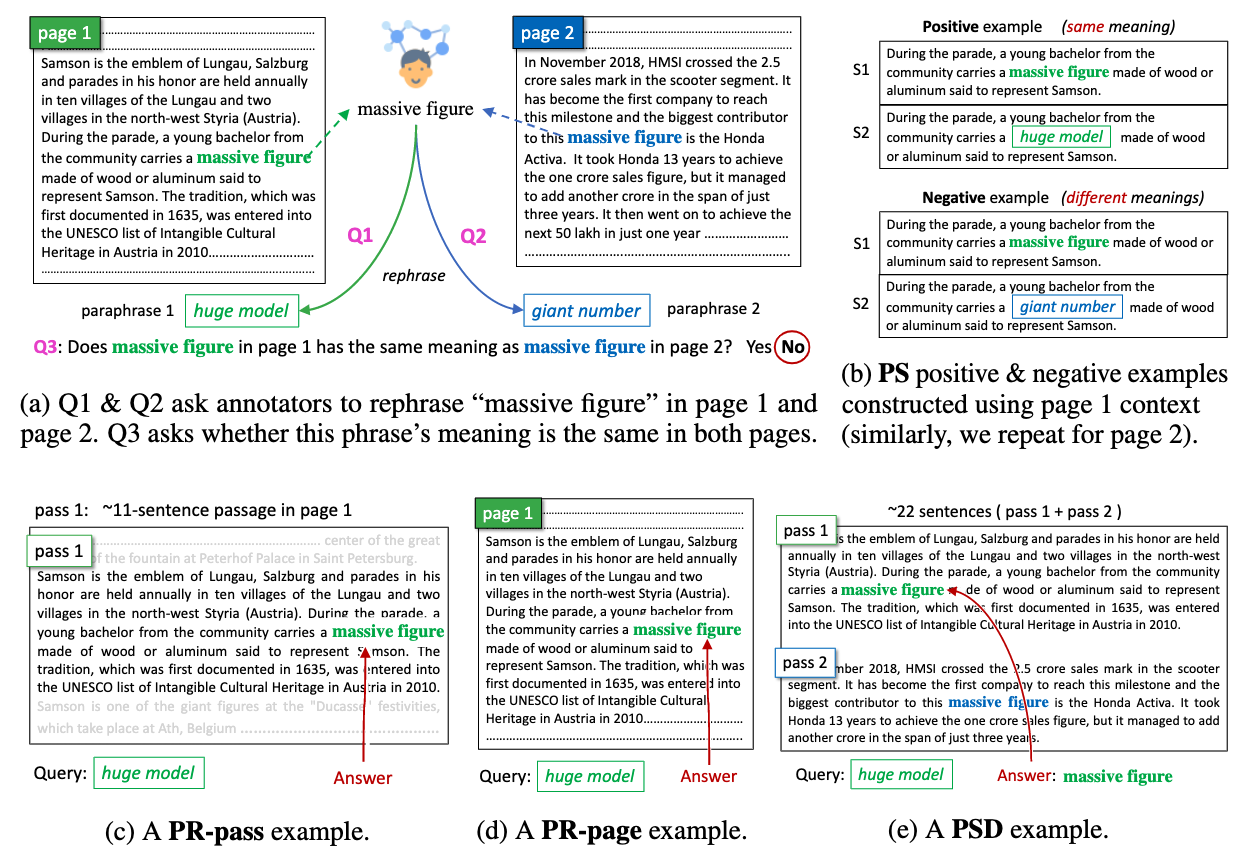 page 1
Samson is the emblem of Lungau, Salzburg
and parades in his honor are held annually
in ten villages of the Lungau and two
villages in the north-west Styria (Austria).
During the parade, a young bachelor from
the community carries a massive figure
made of wood or aluminum said to
represent Samson. The tradition, which was
first documented in 1635, was entered into
the UNESCO list of Intangible Cultural
Heritage in Austria in 2010
massive figure
page 2
In November 2018, HMSI crossed the 2.5
crore sales mark in the scooter segment. It
has become the first company to reach
this milestone and the biggest contributor
to this massive figure is the Honda
Activa. It took Honda 13 years to achieve
the one crore sales figure, but it managed
to add another crore in the span of just
three years. It then went on to achieve the
next 50 lakh in just one year
Q1
Q2
rephrase
paraphrase 1 huge model
giant number paraphrase 2
Q3: Does massive figure in page 1 has the same meaning as massive figure in page 2? Yes No
(a) Q1 & Q2 ask annotators to rephrase “massive figure” in page 1 and
page 2. Q3 asks whether this phrase’s meaning is the same in both pages.
Positive example (same meaning)
S1
During the parade, a young bachelor from the
community carries a massive figure made of wood or
aluminum said to represent Samson.
S2
During the parade, a young bachelor from the
community carries a huge model made of wood
or aluminum said to represent Samson.
Negative example (different meanings)
S1
During the parade, a young bachelor from the
community carries a massive figure made of wood or
aluminum said to represent Samson.
S2
During the parade, a young bachelor from the
community carries a giant number made of wood
or aluminum said to represent Samson.
(b) PS positive & negative examples
constructed using page 1 context
(similarly, we repeat for page 2).
pass 1: ~11-sentence passage in page 1
pass 1
center of the great
of the fountain at Peterhof Palace in Saint Petersburg.
Samson is the emblem of Lungau, Salzburg and parades in his
honor are held annually in ten villages of the Lungau and two
villages in the north-west Styria (Austria). During the parade, a
young bachelor from the community carries a massive figure
made of wood or aluminum said to represent Samson. The
tradition, which was first documented in 1635, was entered into
the UNESCO list of Intangible Cultural Heritage in Austria in 2010.
Samson is one of the giant figures at the "Ducasse" festivities,
which take place at Ath, Belgium
Query: huge model
Answer
(c) A PR-pass example.
page 1
Samson is the emblem of Lungau, Salzburg
and parades in his honor are held annually
in ten villages of the Lungau and two
villages in the north-west Styria (Austria).
During the parade, a young bachelor from
the community carries a massive figure
made of wood or aluminum said to
represent Samson. The tradition, which was
first documented in 1635, was entered into
the UNESCO list of Intangible Cultural
Heritage in Austria in 2010
Query: huge model
Answer
(d) A PR-page example.
~22 sentences ( pass 1 + pass 2 )
pass 1
is the emblem of Lungau, Salzburg and parades in his honor are held
annually in ten villages of the Lungau and two villages in the north-west
Styria (Austria). During the parade, a young bachelor from the community
carries a massive figure de of wood or aluminum said to represent
Samson. The tradition, which was first documented in 1635, was entered
into the UNESCO list of Intangible Cultural Heritage in Austria in 2010.
pass 2
mber 2018, HMSI crossed the 2.5 crore sales mark in the scooter
segment. It has become the first company to reach this milestone and the
biggest contributor to this massive figure is the Honda Activa. It took
Honda 13 years to achieve the one crore sales figure, but it managed to add
another crore in the span of just three years.
Query: huge model
Answer: massive figure
(e) A PSD example.